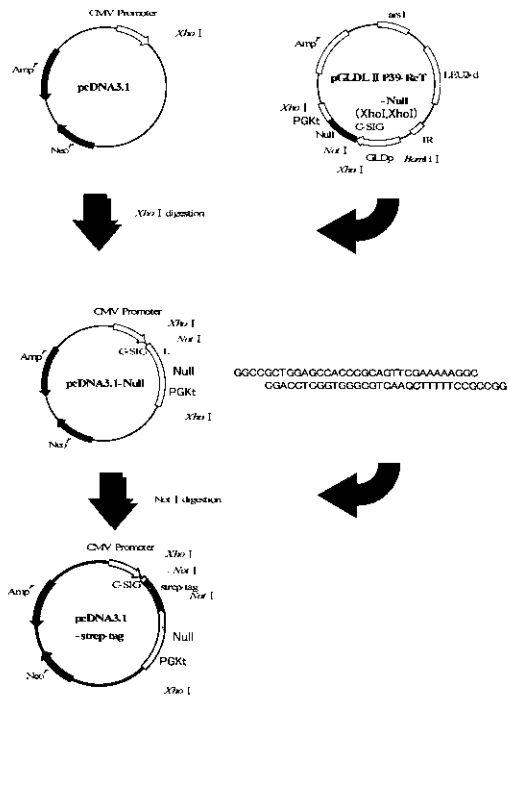 CMV Promoter
Xho I
Amp r
pcDNA3.1
Neo r
ars1
Amp r
pGLDL II P39-ReT
LEU2-d
-Null
(XhoI,XhoI)
Xho I
PGKt
G-SIG
Null
Not I
TR
GLDp
BamH I
Xho I
Xho I digestion
CMV Promoter
Xho I
Not I
G-SIG
Amp r
Null
pcDNA3.1-Null
PGKt
Xho I
Neo r
GGCCGCTGGAGCCACCCGCAGTTCGAAAAAGGC
CGACCTCGGTGGGCGTCAAGCTTTTTCCGCCGG
Not I digestion
CMV Promoter
Xho I
Not I
G-SIG
strep-tag
Amp r
Not I
pcDNA3.1
-strep-tag
Null
PGKt
Neo r
Xho I